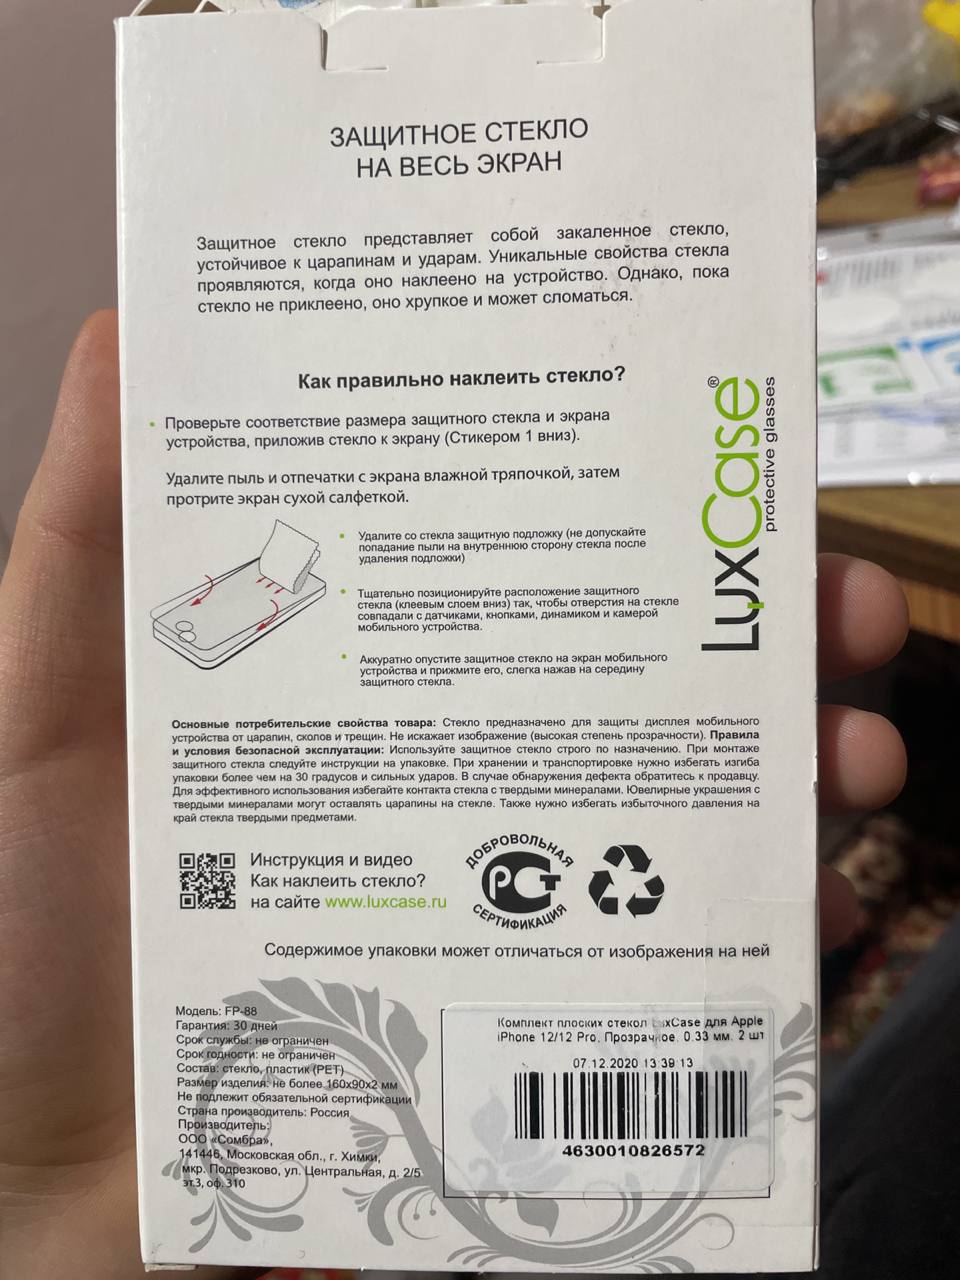 ЗАЩИТНОЕ СТЕКЛО
НА ВЕСЬ ЭКРАН
Защитное стекло представляет собой закаленное стекло,
устойчивое к царапинам и ударам. Уникальные свойства стекла
проявляются, когда оно наклеено на устройство. Однако, пока
стекло не приклеено, оно хрупкое и может сломаться.
Как правильно наклеить стекло?
• Проверьте соответствие размера защитного стекла и экрана
устройства, приложив стекло к экрану (Стикером 1 вниз).
Удалите пыль и отпечатки с экрана влажной тряпочкой, затем
протрите экран сухой салфеткой.
• Удалите со стекла защитную подложку (не допускайте
попадание пыли на внутреннюю сторону стекла после
удаления подложки)
• Тщательно позиционируйте расположение защитного
стекла (клеевым слоем вниз) так, чтобы отверстия на стекле
совпадали с датчиками, кнопками, динамиком и камерой
мобильного устройства.
• Аккуратно опустите защитное стекло на экран мобильного
устройства и прижмите его, слегка нажав на середину
защитного стекла.
LuxCase®
protective glasses
Основные потребительские свойства товара: Стекло предназначено для защиты дисплея мобильного
устройства от царапин, сколов и трещин. Не искажает изображение (высокая степень прозрачности). Правила
и условия безопасной эксплуатации: Используйте защитное стекло строго по назначению. При монтаже
защитного стекла следуйте инструкции на упаковке. При хранении и транспортировке нужно избегать изгиба
упаковки более чем на 30 градусов и сильных ударов. В случае обнаружения дефекта обратитесь к продавцу.
Для эффективного использования избегайте контакта стекла с твердыми минералами. Ювелирные украшения с
твердыми минералами могут оставлять царапины на стекле. Также нужно избегать избыточного давления на
край стекла твердыми предметами.
Инструкция и видео
Как наклеить стекло?
на сайте www.luxcase.ru
ДОБРОВОЛЬНАЯ
РСТ
СЕРТИФИКАЦИЯ
Содержимое упаковки может отличаться от изображения на ней
Модель: FP-88
Гарантия: 30 дней
Срок службы: не ограничен
Срок годности: не ограничен
Состав: стекло, пластик (PET)
Размер изделия: не более 160x90x2 мм
Не подлежит обязательной сертификации
Страна производитель: Россия
Производитель:
ООО «Сомбра»,
141446, Московская обл., г. Химки,
мкр. Подрезково, ул. Центральная, д. 2/5
эт.3, оф. 310
Комплект плоских стекол LuxCase для Apple
iPhone 12/12 Pro, Прозрачное, 0.33 мм, 2 шт
07.12.2020 13:39:13
4630010826572